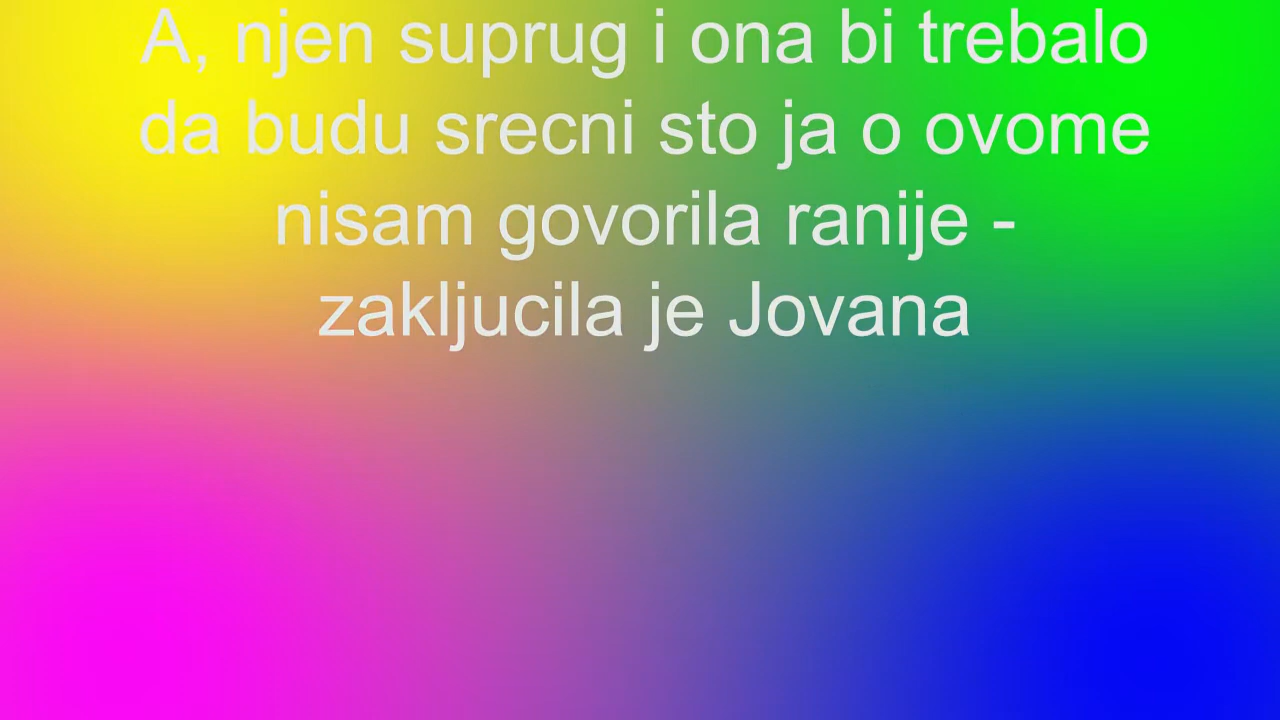 A, njen suprug i ona bi trebalo
da budu srecni sto ja o ovome
nisam govorila ranije -
zakljucila je Jovana